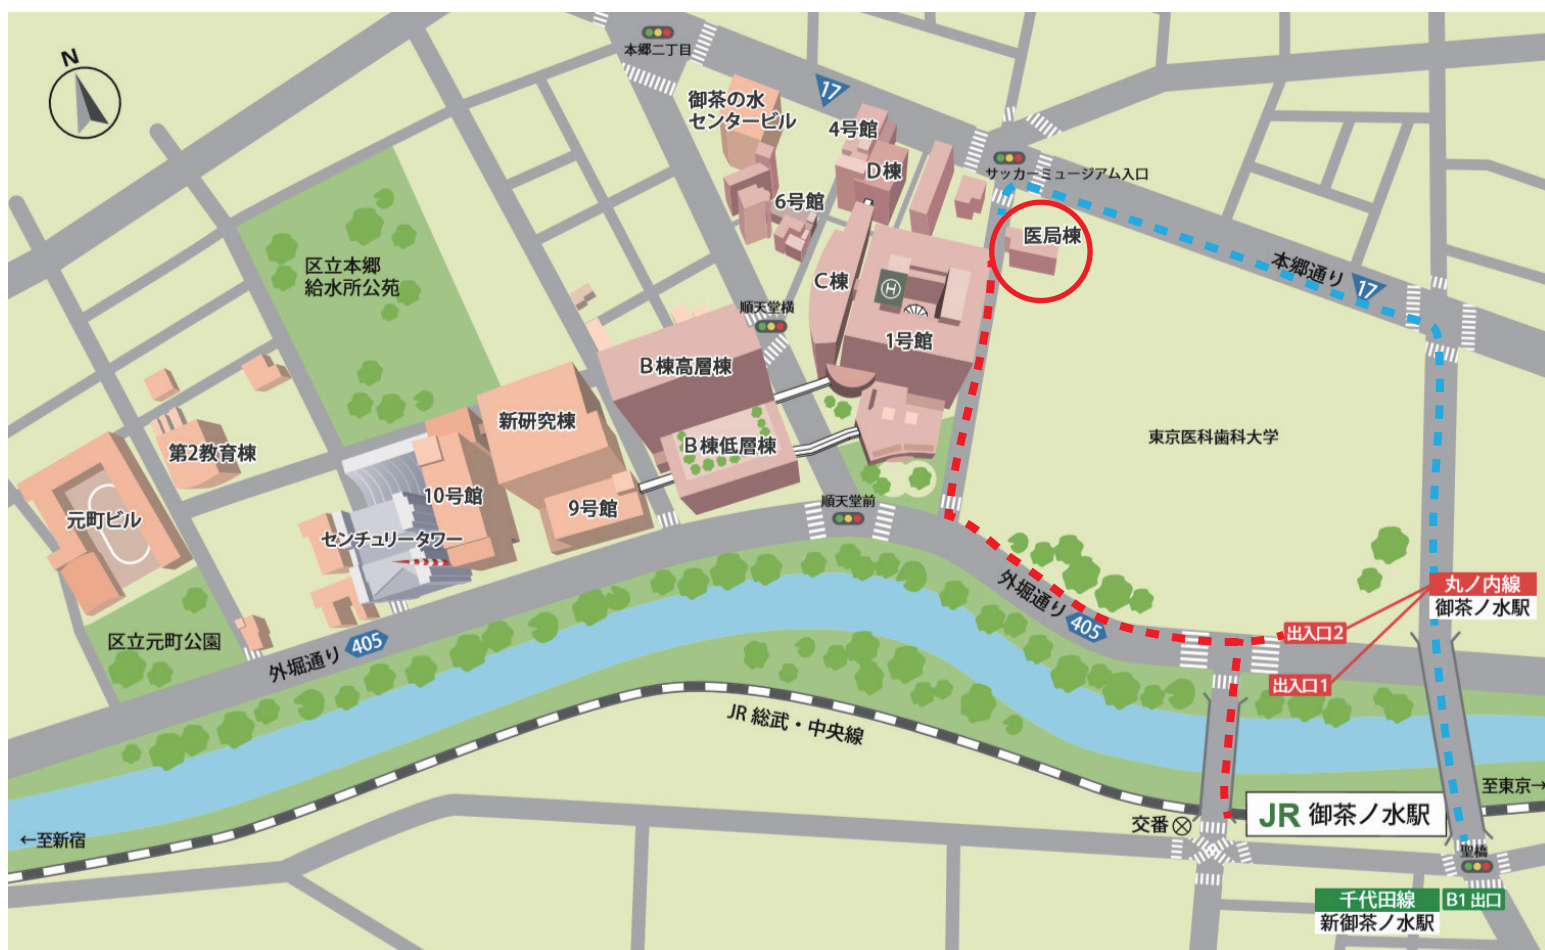 N
本郷二丁目
17
御茶の水
センタービル
4号館
D棟
サッカーミュージアム入口
6号館
医局棟
区立本郷
給水所公苑
C棟
H
本郷通り 17
順天堂横
1号館
B棟高層棟
新研究棟
B棟低層棟
東京医科歯科大学
第2教育棟
10号館
9号館
順天堂前
元町ビル
センチュリータワー
外堀通り 405
丸ノ内線
御茶ノ水駅
出入口2
出入口1
区立元町公園
外堀通り 405
JR 総武・中央線
至東京→
JR 御茶ノ水駅
交番
←至新宿
聖橋
千代田線
新御茶ノ水駅
B1 出口